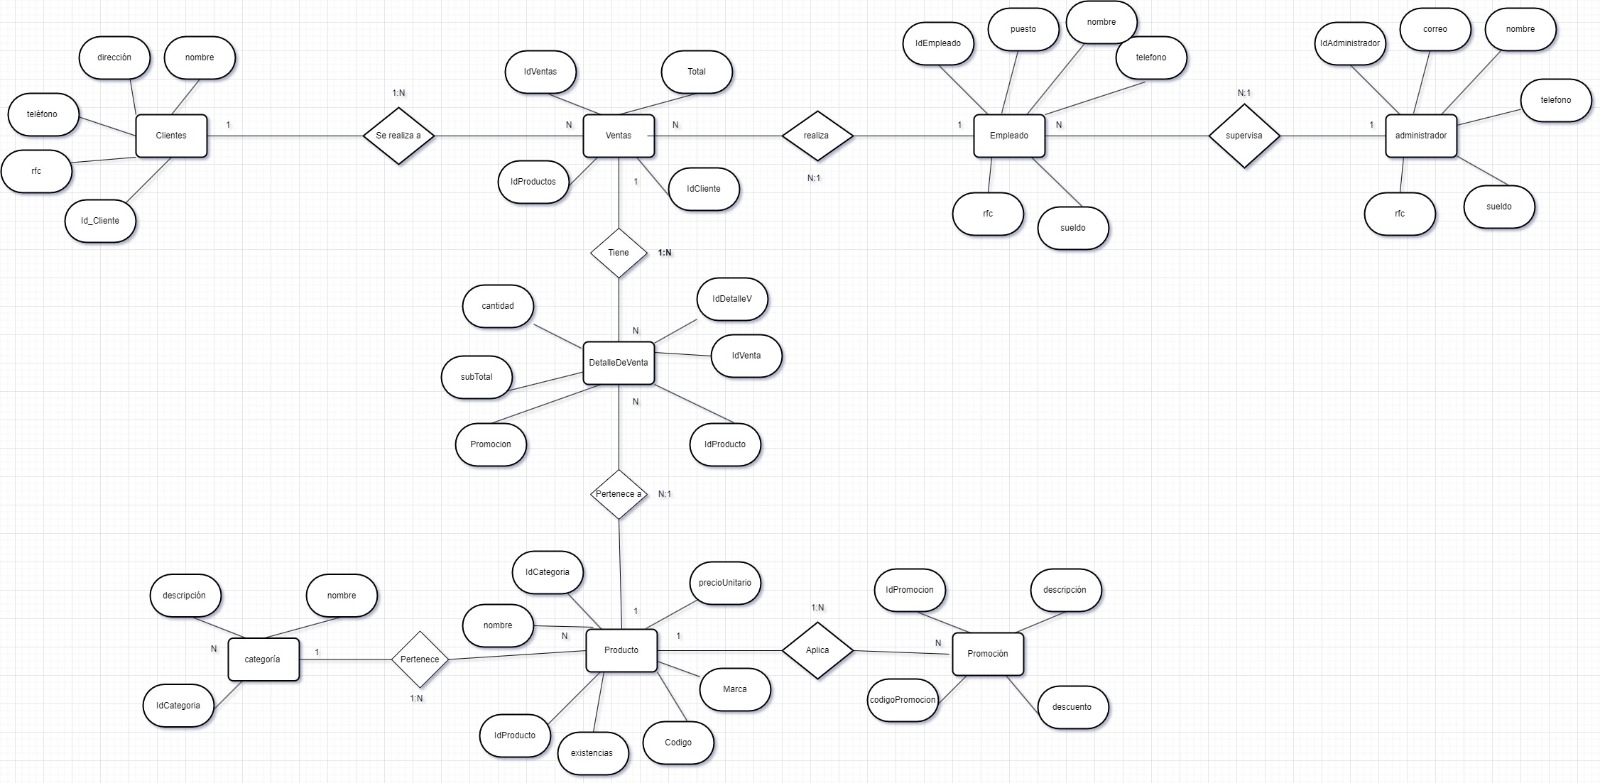 dirección
nombre
teléfono
Clientes
rfc
Id_Cliente
1
1:N
Se realiza a
N
IdVentas
Total
Ventas
IdProductos
IdCliente
1
N
realiza
N:1
1
IdEmpleado
puesto
nombre
telefono
Empleado
rfc
sueldo
N
N:1
supervisa
1
IdAdministrador
correo
nombre
telefono
administrador
rfc
sueldo
Tiene
1:N
N
cantidad
IdDetalleV
DetalleDeVenta
IdVenta
subTotal
Promocion
IdProducto
N
Pertenece a
N:1
1
descripción
nombre
N
categoría
IdCategoria
1
Pertenece
1:N
N
IdCategoria
precioUnitario
nombre
Producto
Marca
IdProducto
existencias
Codigo
1
1:N
Aplica
N
IdPromocion
descripción
Promoción
codigoPromocion
descuento